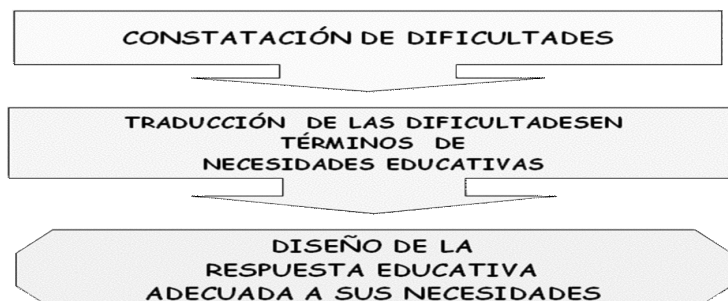 CONSTATACIÓN DE DIFICULTADES
TRADUCCIÓN DE LAS DIFICULTADESEN
TÉRMINOS DE
NECESIDADES EDUCATIVAS
DISEÑO DE LA
RESPUESTA EDUCATIVA
ADECUADA A SUS NECESIDADES